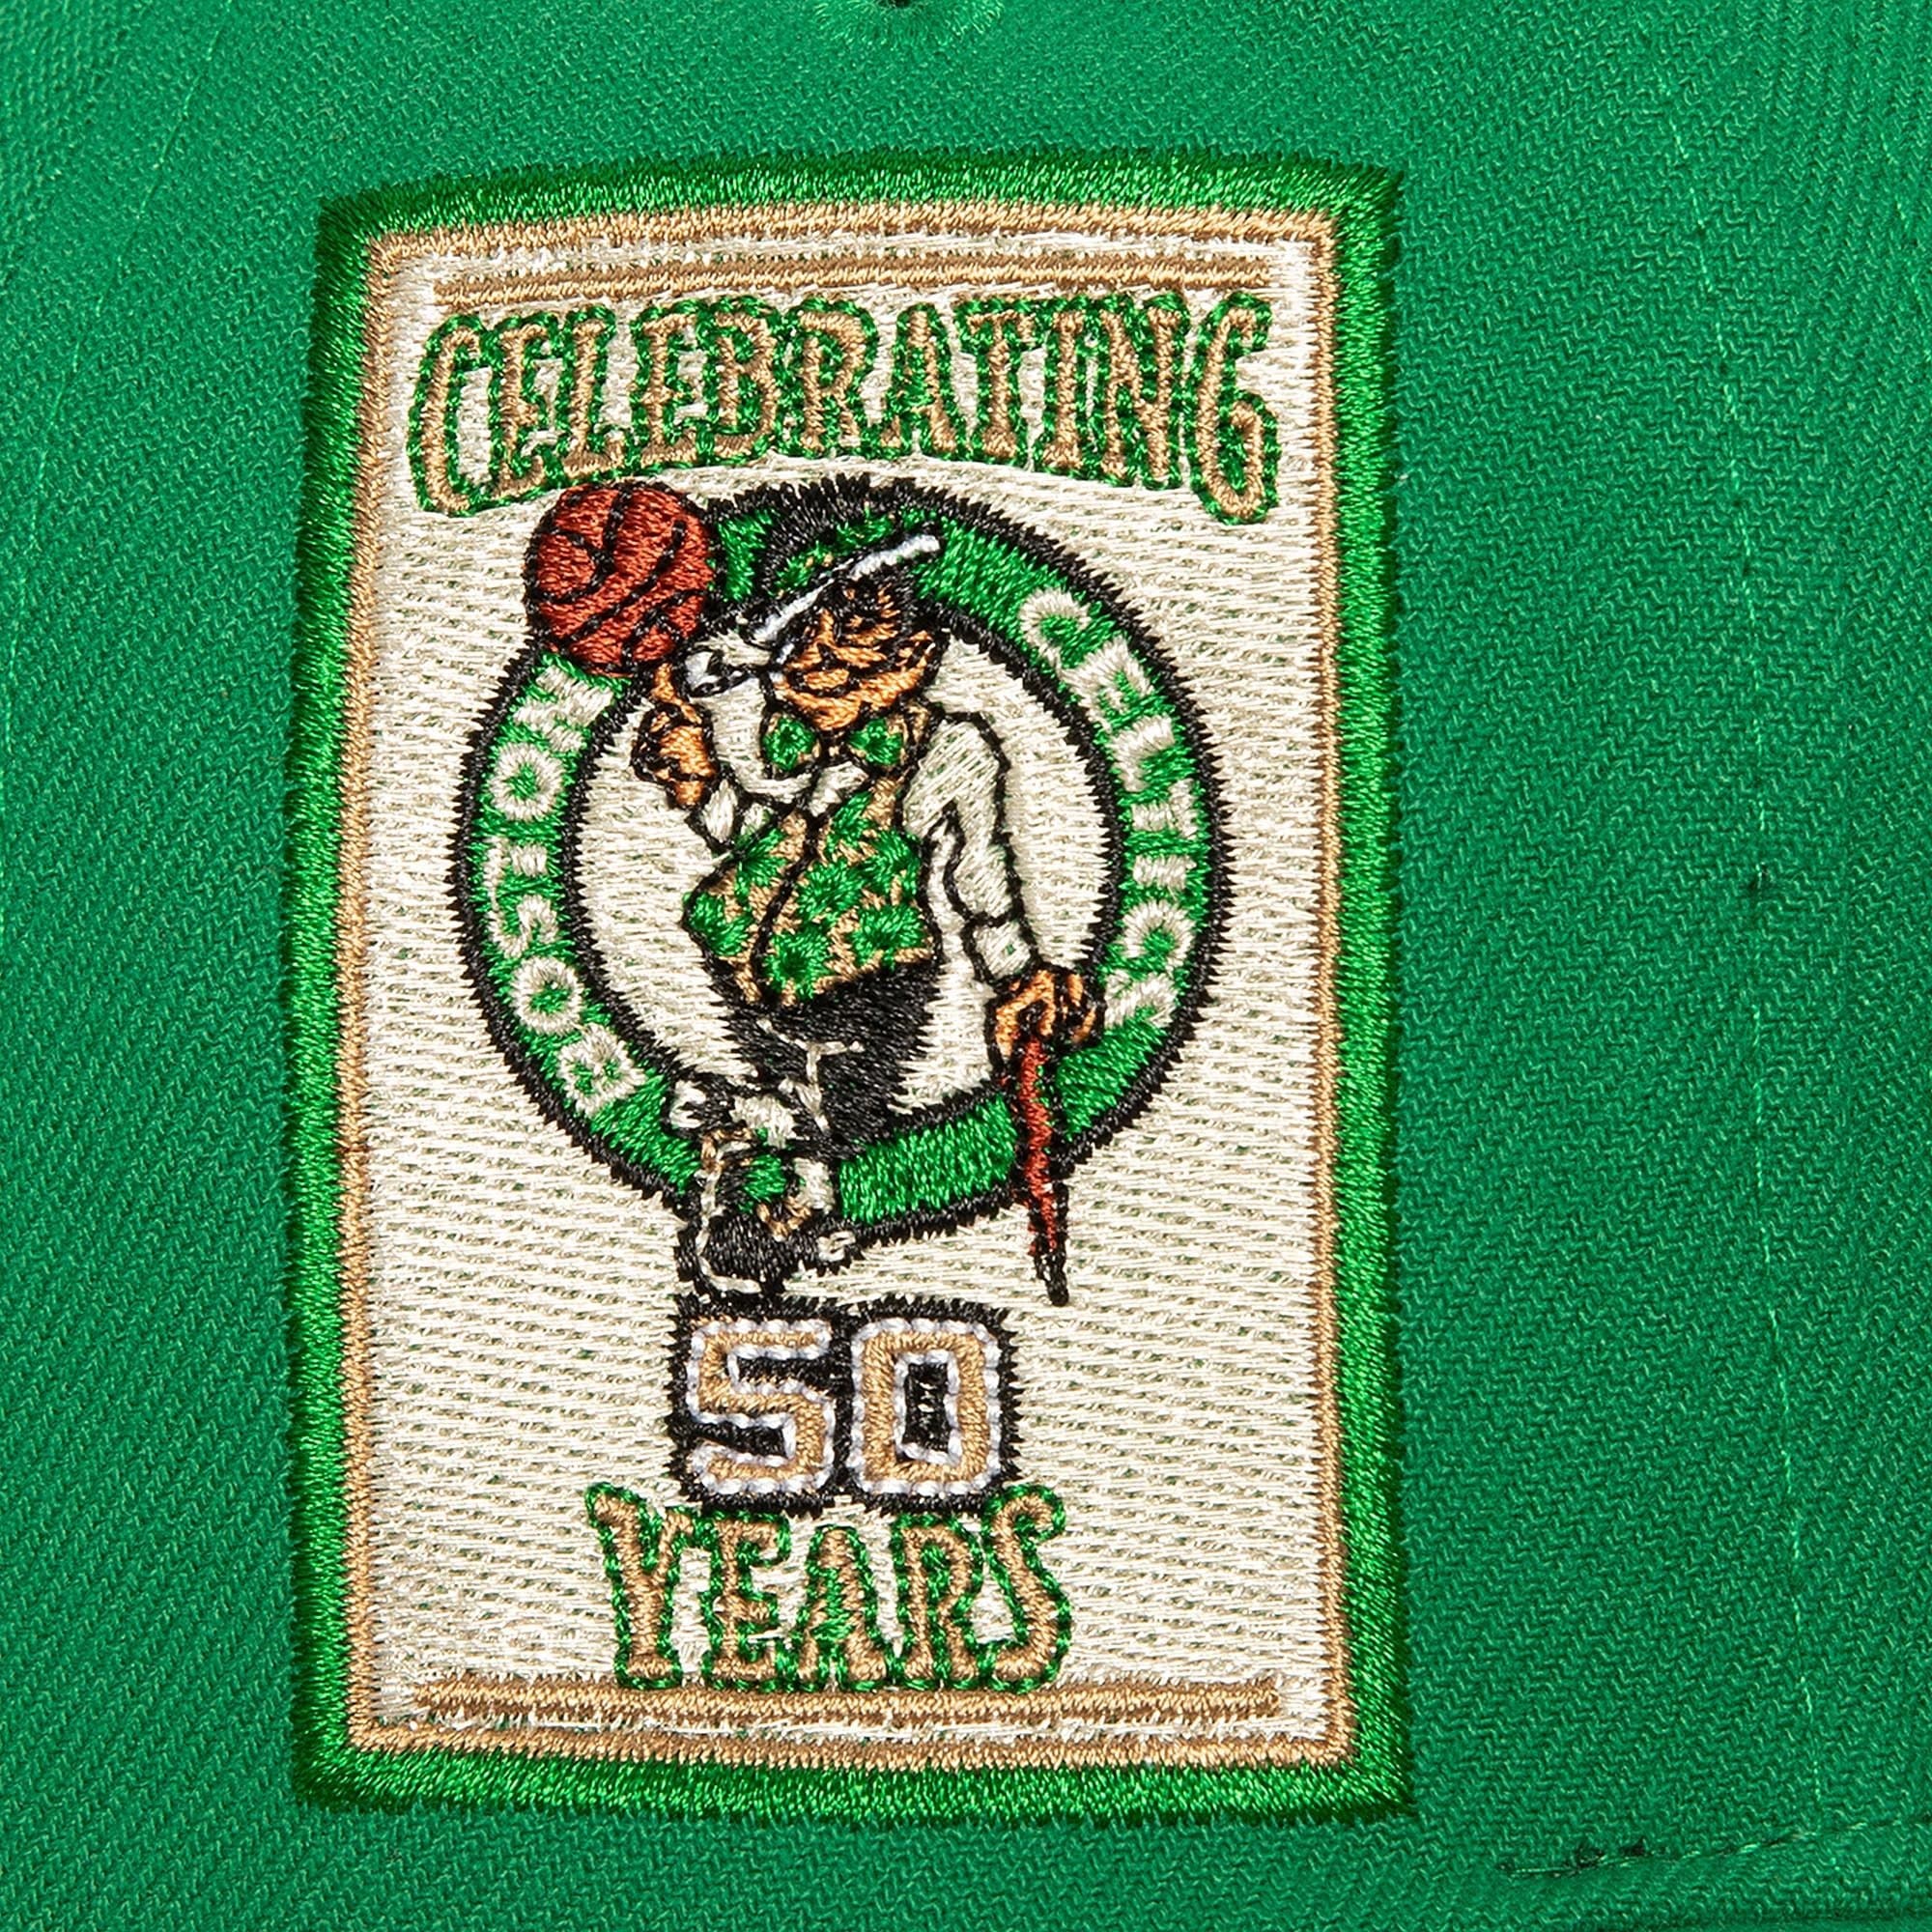 CELEBRATING
BOSTON
CELTICS
50
YEARS